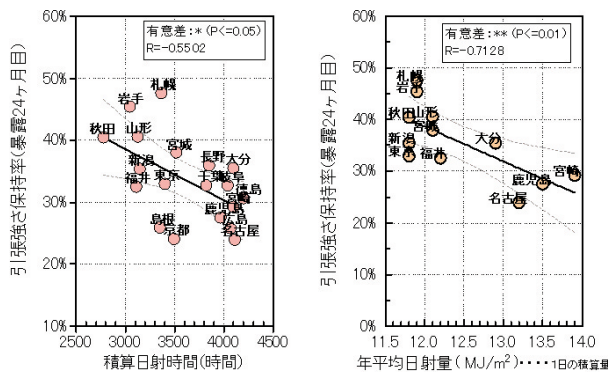 有意差:*(P<=0.05)
R=-0.5502
引張強さ保持率(暴露24ヶ月目)
60%
50%
40%
30%
20%
10%
札幌
岩手
秋田
山形
宮城
新潟
長野
大分
福井
東京
千葉
岐阜
徳島
宮崎
鹿児島
島根
広島
京都
名古屋
2500
3000
3500
4000
4500
積算日射時間(時間)
有意差:**(P<=0.01)
R=-0.7128
引張強さ保持率(暴露24ヶ月目)
60%
50%
40%
30%
20%
10%
0%
札幌
岩
秋田
山形
宮城
新潟
大分
東
福井
宮崎
鹿児島
名古屋
11.5
12.0
12.5
13.0
13.5
14.0
年平均日射量(MJ/m²)‥‥1日の積算量